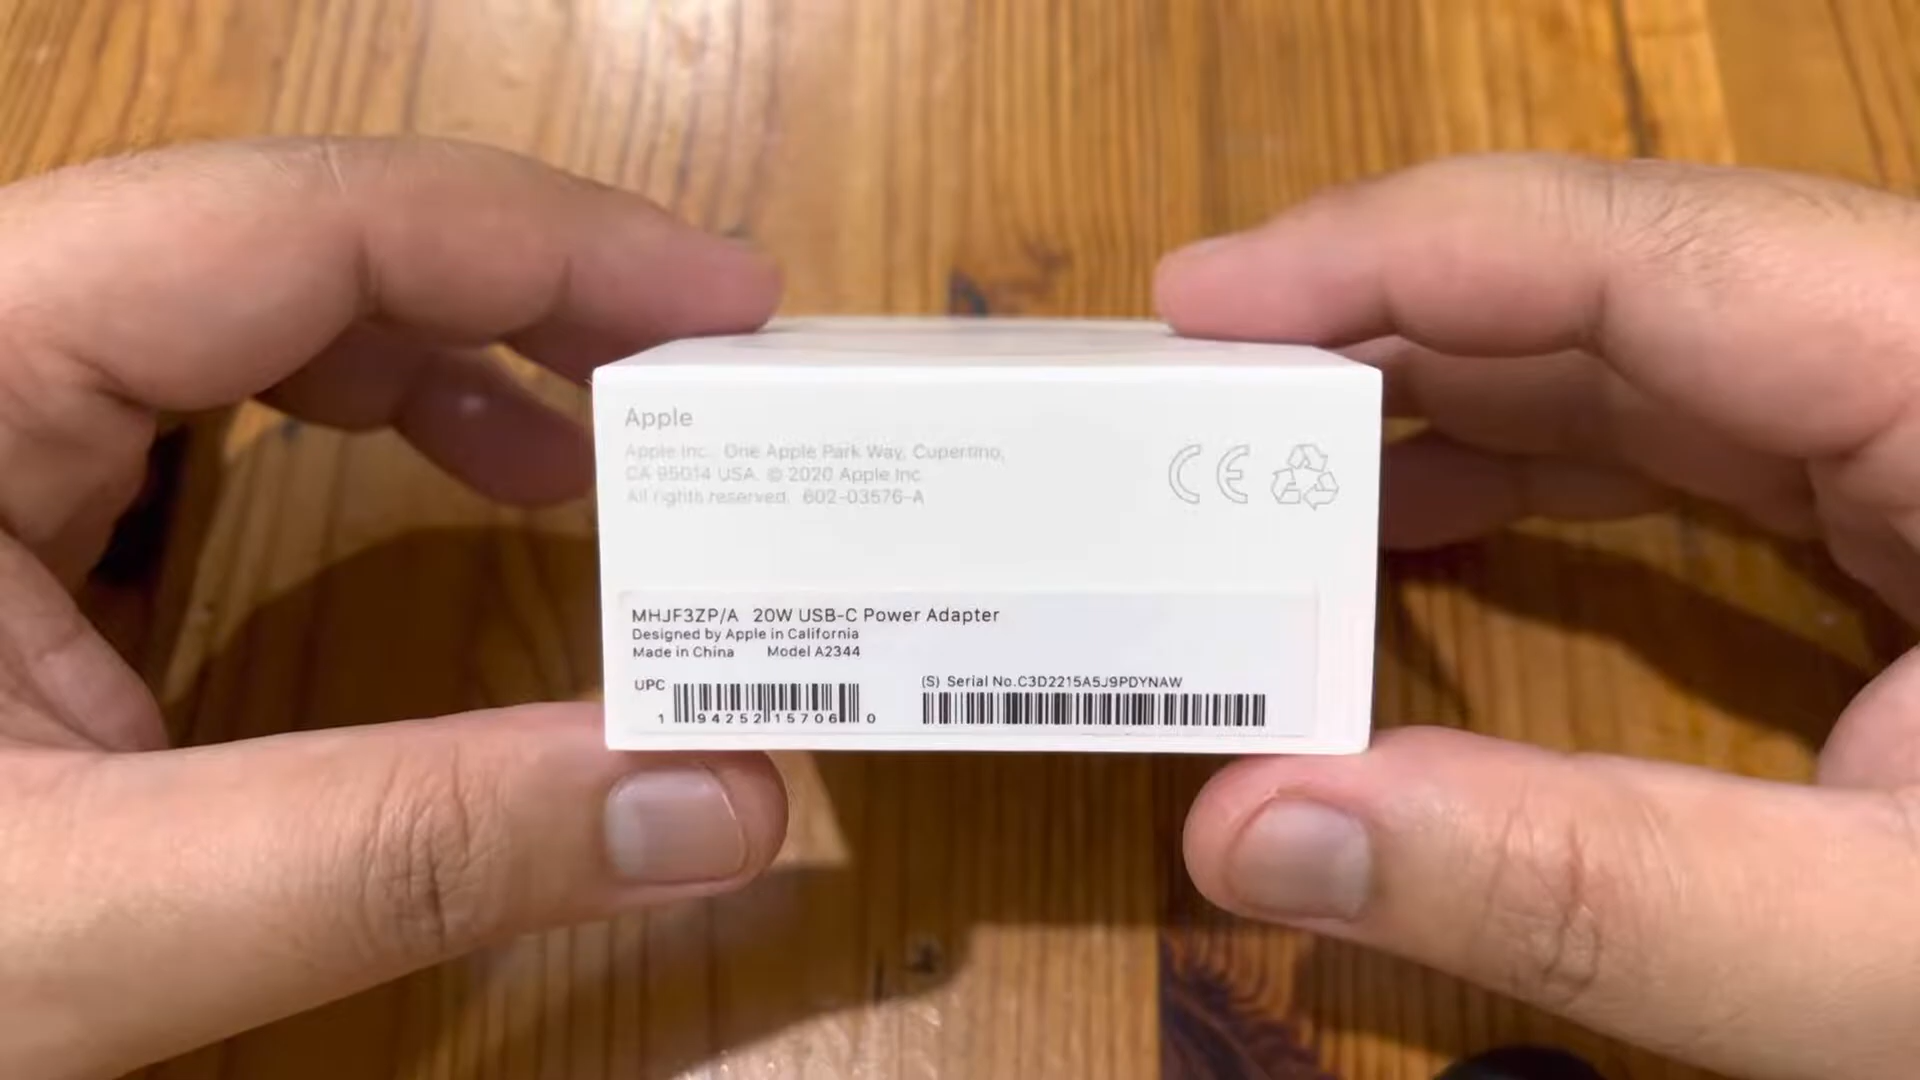 Apple
Apple Inc. One Apple Park Way, Cupertino,
CA 95014 USA. © 2020 Apple Inc.
All rights reserved. 602-03576-A
CE
MHJF3ZP/A 20W USB-C Power Adapter
Designed by Apple in California
Made in China Model A2344
UPC
1 94252 15706 0
(S) Serial No.C3D2215A5J9PDYNAW